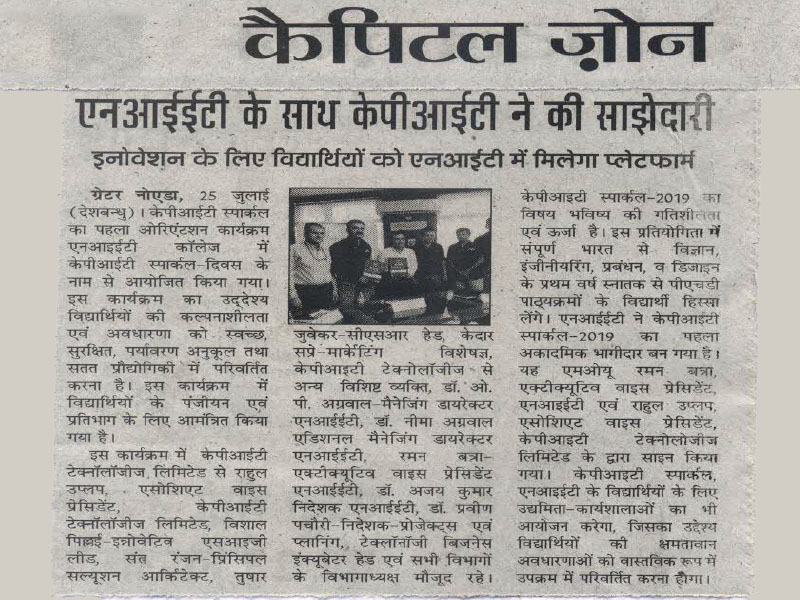 कैपिटल ज़ोन
एनआईईटी के साथ केपीआईटी ने की साझेदारी
इनोवेशन के लिए विद्यार्थियों को एनआईटी में मिलेगा प्लेटफार्म
ग्रेटर नोएडा, 25 जुलाई
(देशबन्धु)। केपीआईटी स्पार्कल
का पहला ओरिएंटशन कार्यक्रम
एनआइईटी कॉलेज में
केपीआईटी स्पार्कल-दिवस के
नाम से आयोजित किया गया।
इस कार्यक्रम का उद्देश्य
विद्यार्थियों की कल्पनाशीलता
एवं अवधारणा को स्वच्छ,
सुरक्षित, पर्यावरण अनुकूल तथा
सतत प्रौद्योगिकी में परिवर्तित
करना है। इस कार्यक्रम में
विद्यार्थियों के पंजीयन एवं
प्रतिभाग के लिए आमंत्रित किया
गया है।
इस कार्यक्रम में केपीआईटी
टेक्नॉलॉजीज लिमिटेड से राहुल
उप्लप, एसोशिएट वाइस
प्रेसिडेंट, केपीआईटी
टेक्नॉलॉजीज लिमिटेड, विशाल
पिल्लई-इन्नोवेटिव एसआइजी
लीड, संत रंजन-प्रिंसिपल
सल्यूशन आर्किटेक्ट, तुषार
जुवेकर-सीएसआर हेड, केदार
सप्रे-मार्केटिंग विशेषज्ञ,
केपीआईटी टेक्नोलॉजीज से
अन्य विशिष्ट व्यक्ति, डॉ. ओ.
पी. अग्रवाल-मैनेजिंग डायरेक्टर
एनआईईटी, डॉ. नीमा अग्रवाल
एडिशनल मैनेजिंग डायरेक्टर
एनआईईटी, रमन बत्रा-
एक्टीक्यूटिव वाइस प्रेसिडेंट
एनआईईटी, डॉ. अजय कुमार
निदेशक एनआईईटी, डॉ. प्रवीण
पचौरी-निदेशक-प्रोजेक्ट्स एवं
प्लानिंग, टेक्लॉनॉजी बिजनेस
इंक्यूबेटर हेड एवं सभी विभागों
के विभागाध्यक्ष मौजूद रहे।
केपीआइटी स्पार्कल-2019 का
विषय भविष्य की गतिशीलता
एवं ऊर्जा है। इस प्रतियोगिता में
संपूर्ण भारत से विज्ञान,
इंजीनीयरिंग, प्रबंधन, व डिजाइन
के प्रथम वर्ष स्नातक से पीएचडी
पाठ्यक्रमों के विद्यार्थी हिस्सा
लेंगे। एनआईईटी ने केपीआईटी
स्पार्कल-2019 का पहला
अकादमिक भागीदार बन गया है।
यह एमओयू रमन बत्रा,
एक्टीक्यूटिव वाइस प्रेसिडेंट,
एनआइईटी एवं राहुल उप्लप,
एसोशिएट वाइस प्रेसिडेंट,
केपीआइटी टेक्नोलोजीज
लिमिटेड के द्वारा साइन किया
गया। केपीआइटी स्पार्कल,
एनआइईटी के विद्यार्थियों के लिए
उद्यमिता-कार्यशालाओं का भी
आयोजन करेगा, जिसका उद्देश्य
विद्यार्थियों की क्षमतावान
अवधारणाओं को वास्तविक रूप में
उपक्रम में परिवर्तित करना होगा।